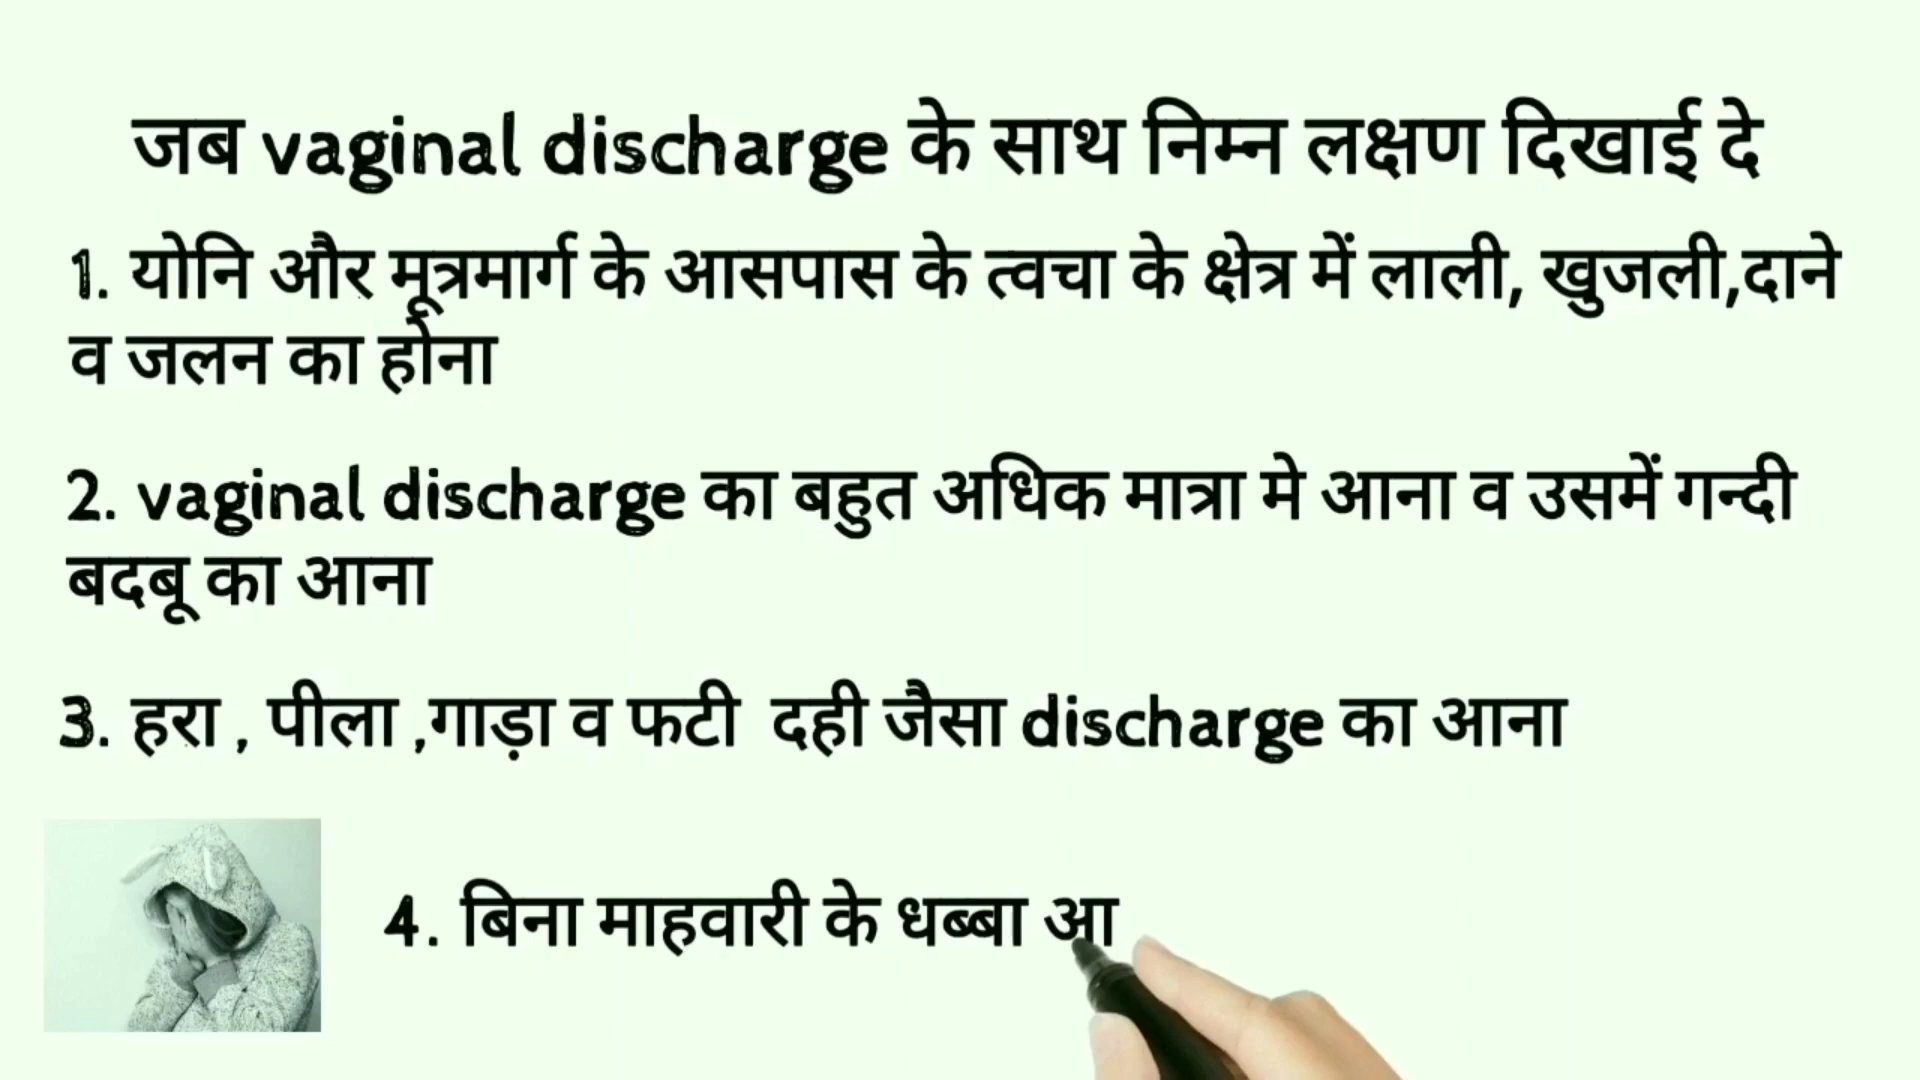 जब vaginal discharge के साथ निम्न लक्षण दिखाई दे
1. योनि और मूत्रमार्ग के आसपास के त्वचा के क्षेत्र में लाली, खुजली,दाने
व जलन का होना
2. vaginal discharge का बहुत अधिक मात्रा मे आना व उसमें गन्दी
बदबू का आना
3. हरा , पीला ,गाड़ा व फटी दही जैसा discharge का आना
4. बिना माहवारी के धब्बा आ